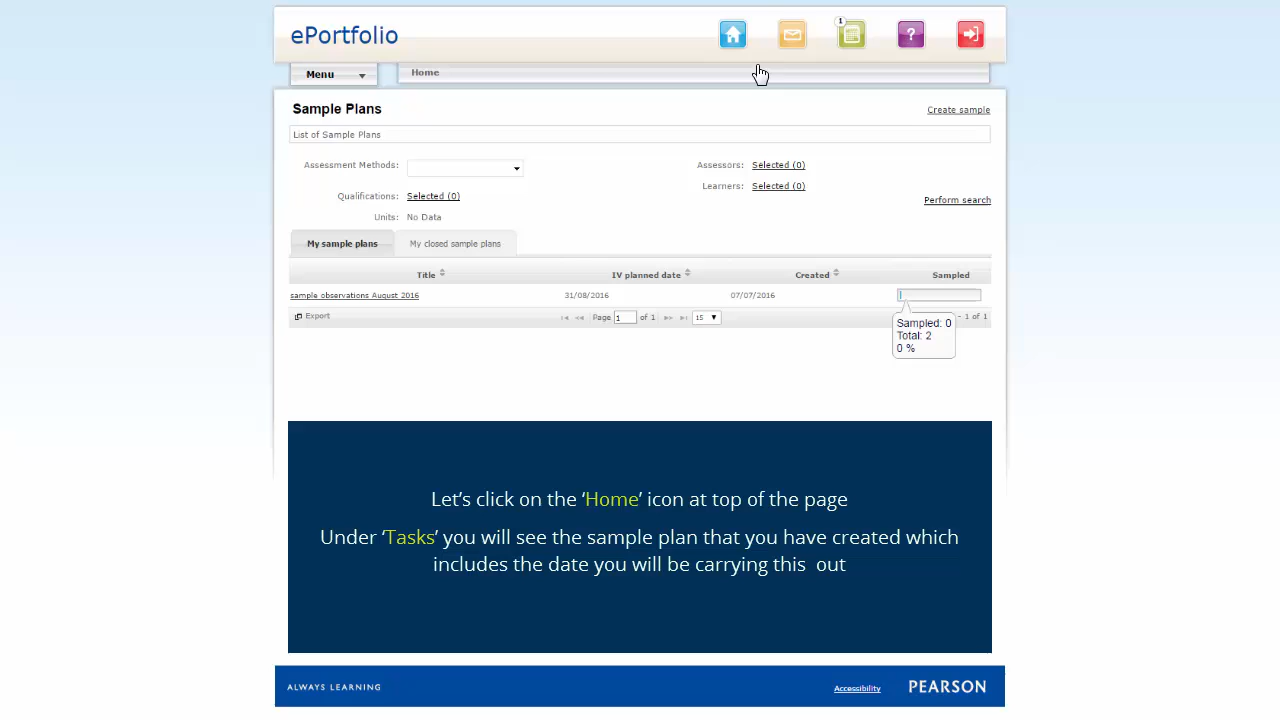 ePortfolio
1
?
Menu
Home
Sample Plans
Create sample
List of Sample Plans
Assessment Methods:
Assessors: Selected (0)
Learners: Selected (0)
Qualifications: Selected (0)
Perform search
Units: No Data
My sample plans
My closed sample plans
Title
IV planned date
Created
Sampled
sample observations August 2016
31/08/2016
07/07/2016
Export
Page 1 of 1
15
- 1 of 1
Sampled: 0
Total: 2
0 %
Let’s click on the ‘Home’ icon at top of the page
Under ‘Tasks’ you will see the sample plan that you have created which
includes the date you will be carrying this out
ALWAYS LEARNING
Accessibility
PEARSON